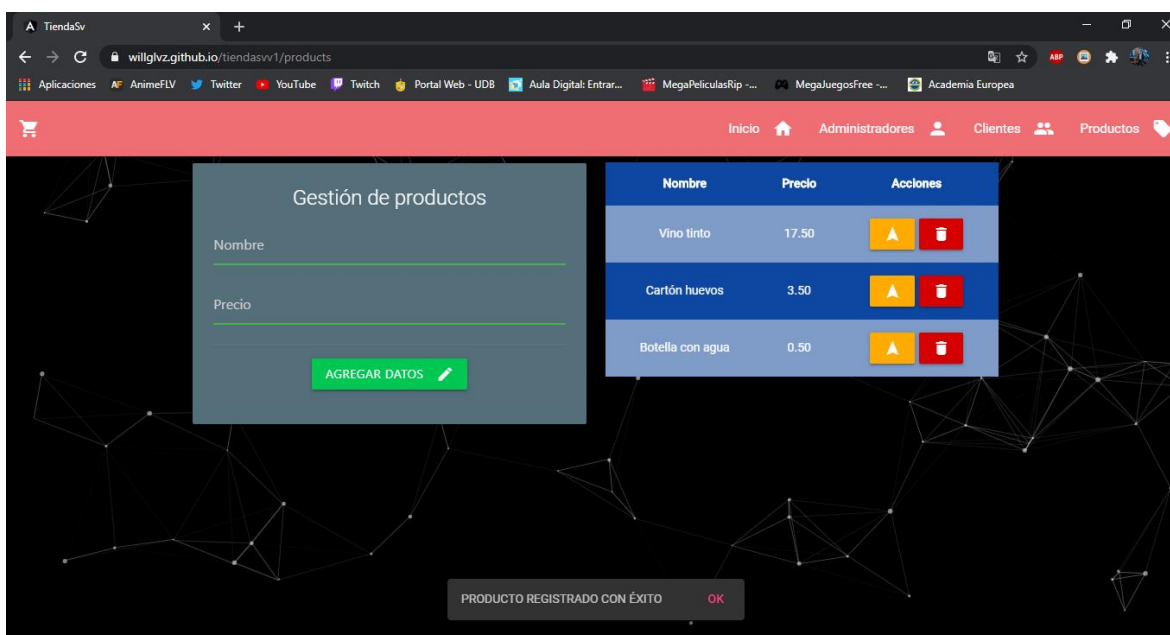 TiendaSv
willglvz.github.io/tiendasvv1/products
ABP
Aplicaciones AF AnimeFLV Twitter YouTube Twitch Portal Web - UDB Aula Digital: Entrar... MegaPeliculasRip -... MegaJuegosFree -... Academia Europea
Inicio Administradores Clientes Productos
Gestión de productos
Nombre
Precio
AGREGAR DATOS
Nombre Precio Acciones
Vino tinto 17.50
Cartón huevos 3.50
Botella con agua 0.50
PRODUCTO REGISTRADO CON ÉXITO OK